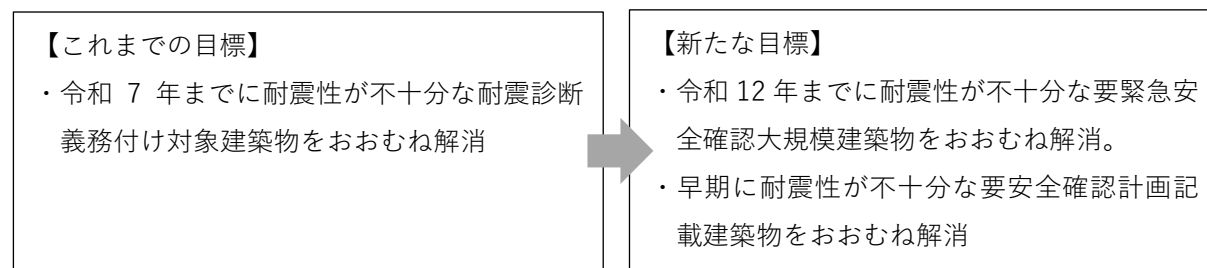 【これまでの目標】
・令和 7 年までに耐震性が不十分な耐震診断
義務付け対象建築物をおおむね解消
【新たな目標】
・令和 12 年までに耐震性が不十分な要緊急安
全確認大規模建築物をおおむね解消。
・早期に耐震性が不十分な要安全確認計画記
載建築物をおおむね解消